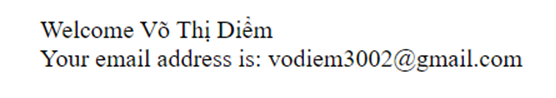 Welcome Võ Thị Diễm
Your email address is: vodiem3002@gmail.com